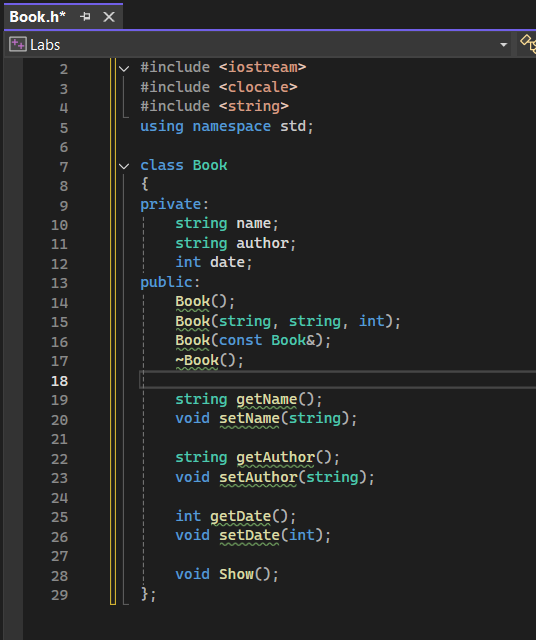 Book.h*
Labs
2 #include <iostream>
3 #include <clocale>
4 #include <string>
5 using namespace std;
6
7 class Book
8 {
9 private:
10 string name;
11 string author;
12 int date;
13 public:
14 Book();
15 Book(string, string, int);
16 Book(const Book&);
17 ~Book();
18
19 string getName();
20 void setName(string);
21
22 string getAuthor();
23 void setAuthor(string);
24
25 int getDate();
26 void setDate(int);
27
28 void Show();
29 };